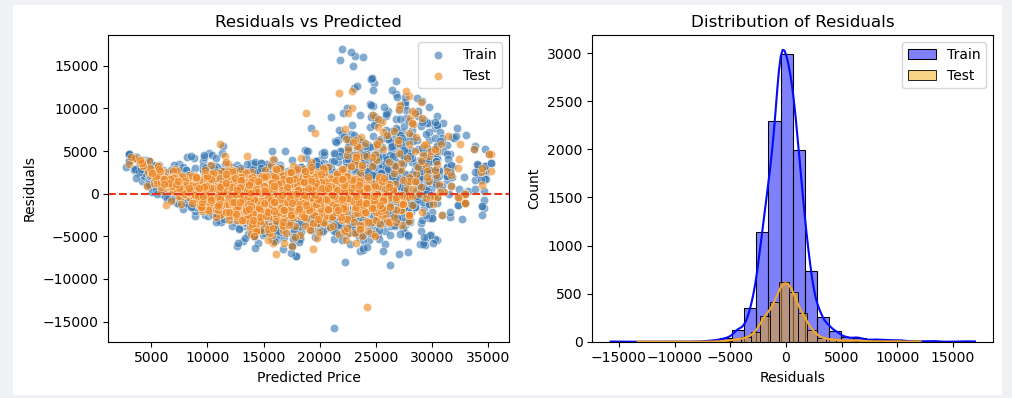 Residuals vs Predicted
Train
Test
15000
10000
5000
0
−5000
−10000
−15000
Residuals
5000
10000
15000
20000
25000
30000
35000
Predicted Price
Distribution of Residuals
Train
Test
3000
2500
2000
1500
1000
500
0
Count
−15000
−10000
−5000
0
5000
10000
15000
Residuals